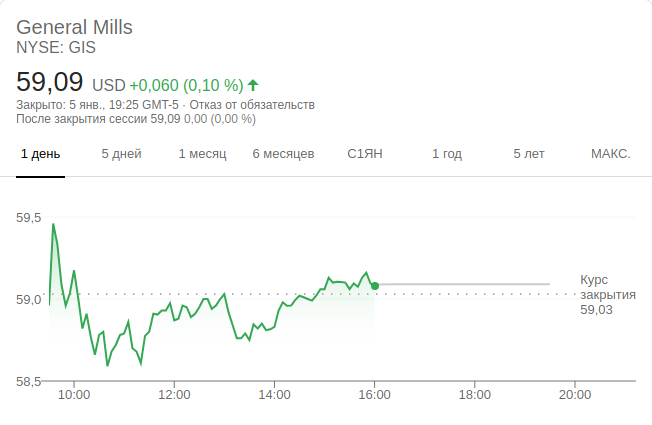 General Mills
NYSE: GIS
59,09 USD +0,060 (0,10 %)
Закрыто: 5 янв., 19:25 GMT-5 · Отказ от обязательств
После закрытия сессии 59,09 0,00 (0,00 %)
1 день 5 дней 1 месяц 6 месяцев С1ЯН 1 год 5 лет МАКС.
59,5
59,0
58,5
Курс
закрытия
59,03
10:00 12:00 14:00 16:00 18:00 20:00